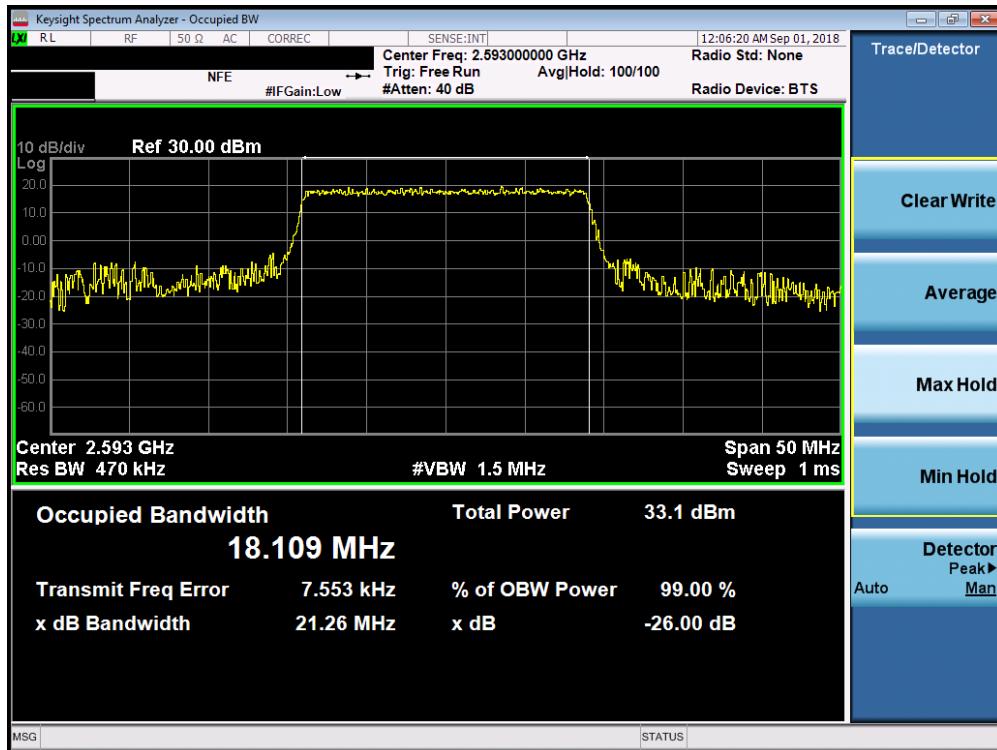 Keysight Spectrum Analyzer - Occupied BW
LXI RL RF 50 Ω AC CORREC SENSE:INT 12:06:20 AM Sep 01, 2018
Center Freq: 2.593000000 GHz Radio Std: None
NFE Trig: Free Run Avg|Hold: 100/100
#IFGain:Low #Atten: 40 dB Radio Device: BTS
10 dB/div Ref 30.00 dBm
Log
20.0
10.0
0.00
-10.0
-20.0
-30.0
-40.0
-50.0
-60.0
Center 2.593 GHz Span 50 MHz
Res BW 470 kHz #VBW 1.5 MHz Sweep 1 ms
Occupied Bandwidth Total Power 33.1 dBm
18.109 MHz
Transmit Freq Error 7.553 kHz % of OBW Power 99.00 %
x dB Bandwidth 21.26 MHz x dB -26.00 dB
MSG STATUS
Trace/Detector
Clear Write
Average
Max Hold
Min Hold
Detector
Peak▶
Auto Man